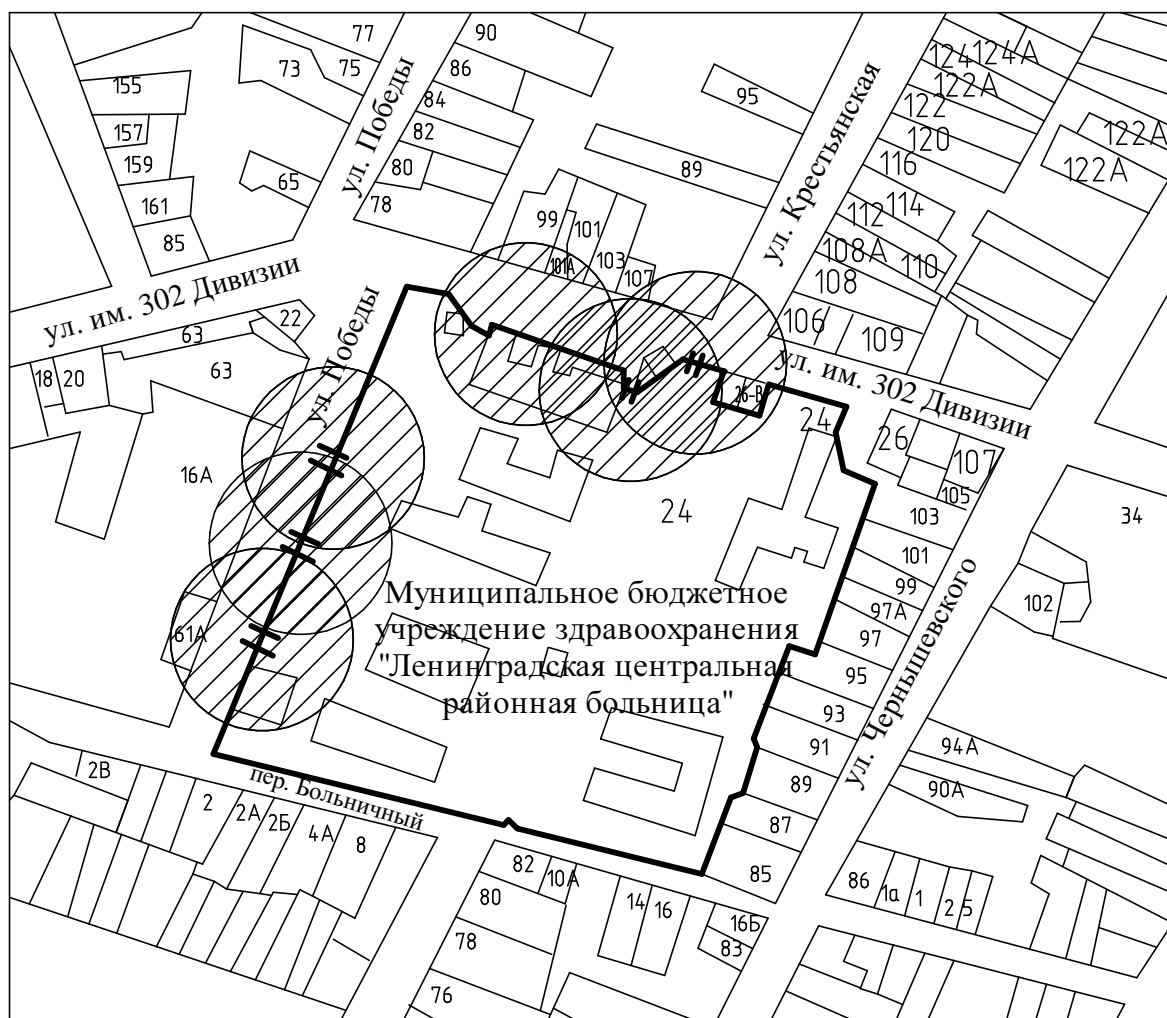 77
90
ул. Победы
73
75
86
155
84
95
ул. Крестьянская
124
124А
122А
122
122А
157
82
120
159
80
89
116
122А
65
161
78
114
112
85
99
101
108А
101А
103
110
107
108
ул. им. 302 Дивизии
ул. Победы
22
63
106
109
63
18
20
ул. им. 302 Дивизии
26-В
24
26
107
16А
105
24
103
34
101
Муниципальное бюджетное
учреждение здравоохранения
"Ленинградская центральная
районная больница"
99
97А
102
61А
97
95
93
ул. Чернышевского
91
94А
пер. Больничный
2В
89
90А
2
2А
2Б
4А
8
87
82
10А
85
86
1а
1
2
5
80
14
16
16Б
78
83
76